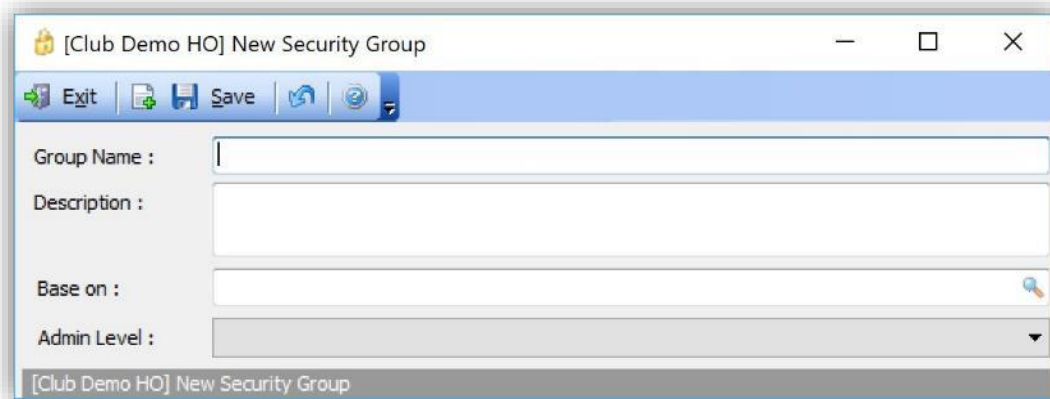 [Club Demo HO] New Security Group
Exit Save
Group Name :
Description :
Base on :
Admin Level :
[Club Demo HO] New Security Group